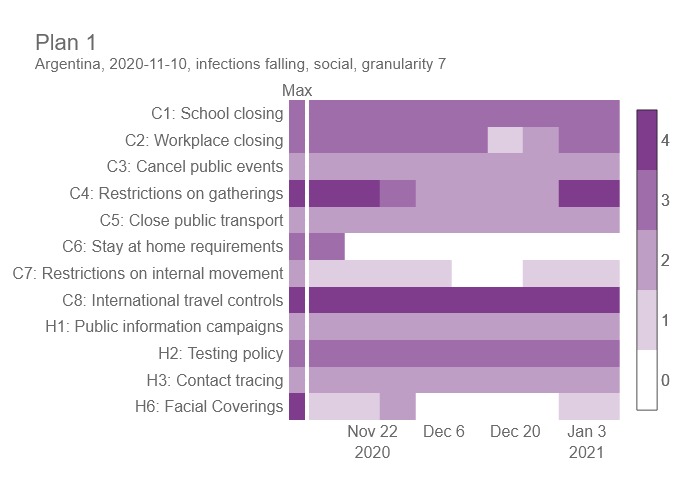 Plan 1
Argentina, 2020-11-10, infections falling, social, granularity 7
Max
C1: School closing
C2: Workplace closing
C3: Cancel public events
C4: Restrictions on gatherings
C5: Close public transport
C6: Stay at home requirements
C7: Restrictions on internal movement
C8: International travel controls
H1: Public information campaigns
H2: Testing policy
H3: Contact tracing
H6: Facial Coverings
Nov 22 Dec 6 Dec 20 Jan 3
2020 2021
4
3
2
1
0